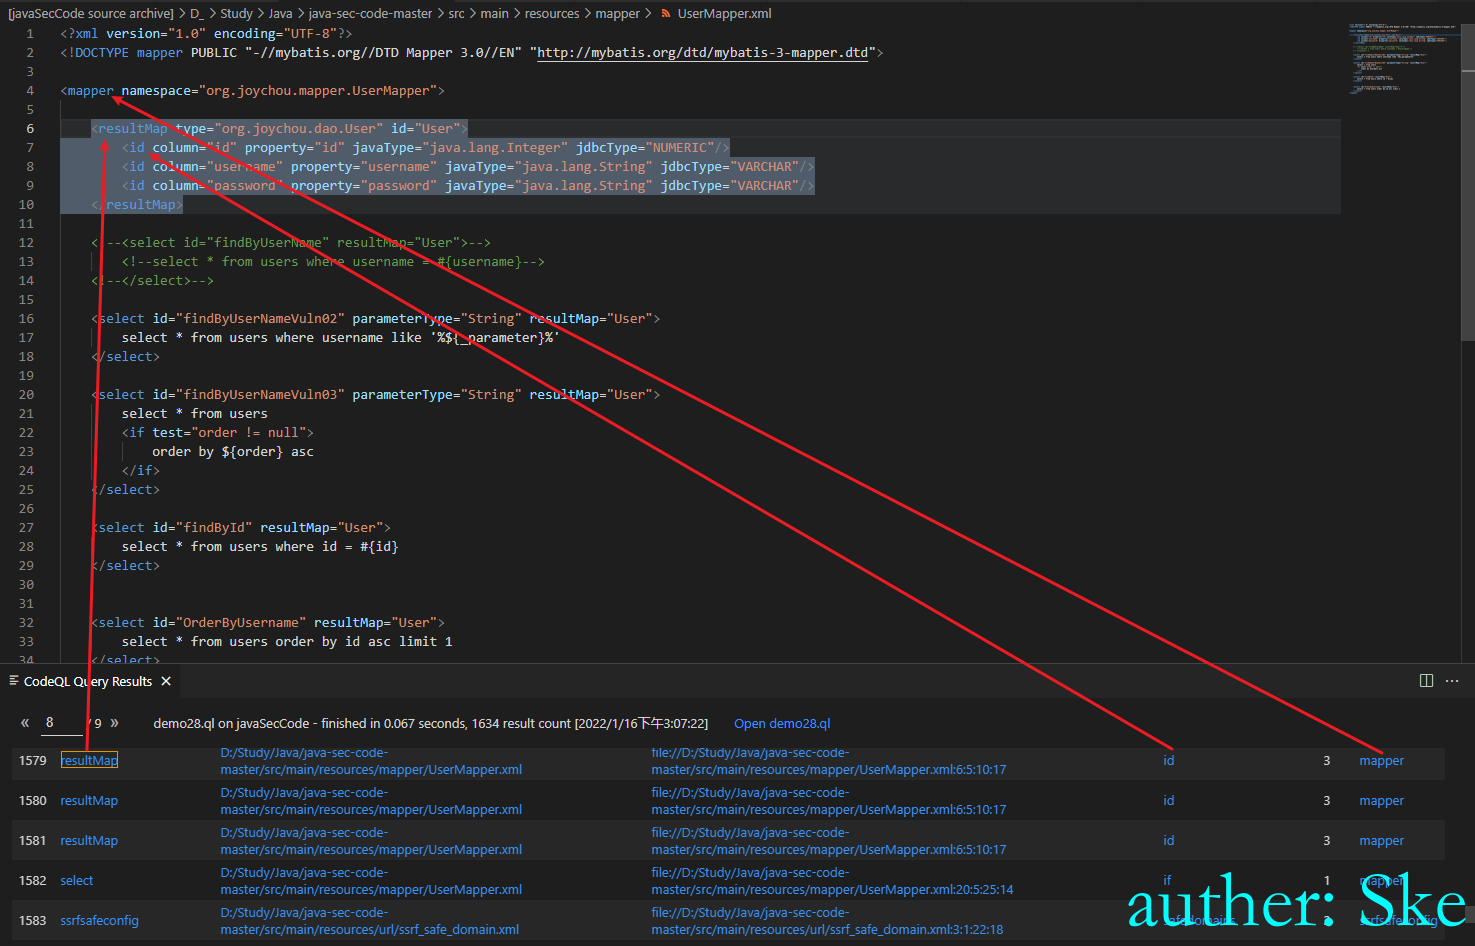 [javaSecCode source archive] > D_ > Study > Java > java-sec-code-master > src > main > resources > mapper > UserMapper.xml
1 <?xml version="1.0" encoding="UTF-8"?>
2 <!DOCTYPE mapper PUBLIC "-//mybatis.org//DTD Mapper 3.0//EN" "http://mybatis.org/dtd/mybatis-3-mapper.dtd">
3
4 <mapper namespace="org.joychou.mapper.UserMapper">
5
6 <resultMap type="org.joychou.dao.User" id="User">
7 <id column="id" property="id" javaType="java.lang.Integer" jdbcType="NUMERIC"/>
8 <id column="username" property="username" javaType="java.lang.String" jdbcType="VARCHAR"/>
9 <id column="password" property="password" javaType="java.lang.String" jdbcType="VARCHAR"/>
10 </resultMap>
11
12 <!--<select id="findByUserName" resultMap="User">-->
13 <!--select * from users where username = #{username}-->
14 <!--</select>-->
15
16 <select id="findByUserNameVuln02" parameterType="String" resultMap="User">
17 select * from users where username like '%${_parameter}%'
18 </select>
19
20 <select id="findByUserNameVuln03" parameterType="String" resultMap="User">
21 select * from users
22 <if test="order != null">
23 order by ${order} asc
24 </if>
25 </select>
26
27 <select id="findById" resultMap="User">
28 select * from users where id = #{id}
29 </select>
30
31
32 <select id="OrderByUsername" resultMap="User">
33 select * from users order by id asc limit 1
34 </select>
CodeQL Query Results ×
« 8 / 9 » demo28.ql on javaSecCode - finished in 0.067 seconds, 1634 result count [2022/1/16下午3:07:22] Open demo28.ql
1579 resultMap D:/Study/Java/java-sec-code-master/src/main/resources/mapper/UserMapper.xml file://D:/Study/Java/java-sec-code-master/src/main/resources/mapper/UserMapper.xml:6:5:10:17 id 3 mapper
1580 resultMap D:/Study/Java/java-sec-code-master/src/main/resources/mapper/UserMapper.xml file://D:/Study/Java/java-sec-code-master/src/main/resources/mapper/UserMapper.xml:6:5:10:17 id 3 mapper
1581 resultMap D:/Study/Java/java-sec-code-master/src/main/resources/mapper/UserMapper.xml file://D:/Study/Java/java-sec-code-master/src/main/resources/mapper/UserMapper.xml:6:5:10:17 id 3 mapper
1582 select D:/Study/Java/java-sec-code-master/src/main/resources/mapper/UserMapper.xml file://D:/Study/Java/java-sec-code-master/src/main/resources/mapper/UserMapper.xml:20:5:25:14 if 1 mapper
1583 ssrfsafeconfig D:/Study/Java/java-sec-code-master/src/main/resources/url/ssrf_safe_domain.xml file://D:/Study/Java/java-sec-code-master/src/main/resources/url/ssrf_safe_domain.xml:3:1:22:18 safedomains ssrfsafeconfig
auther: Ske